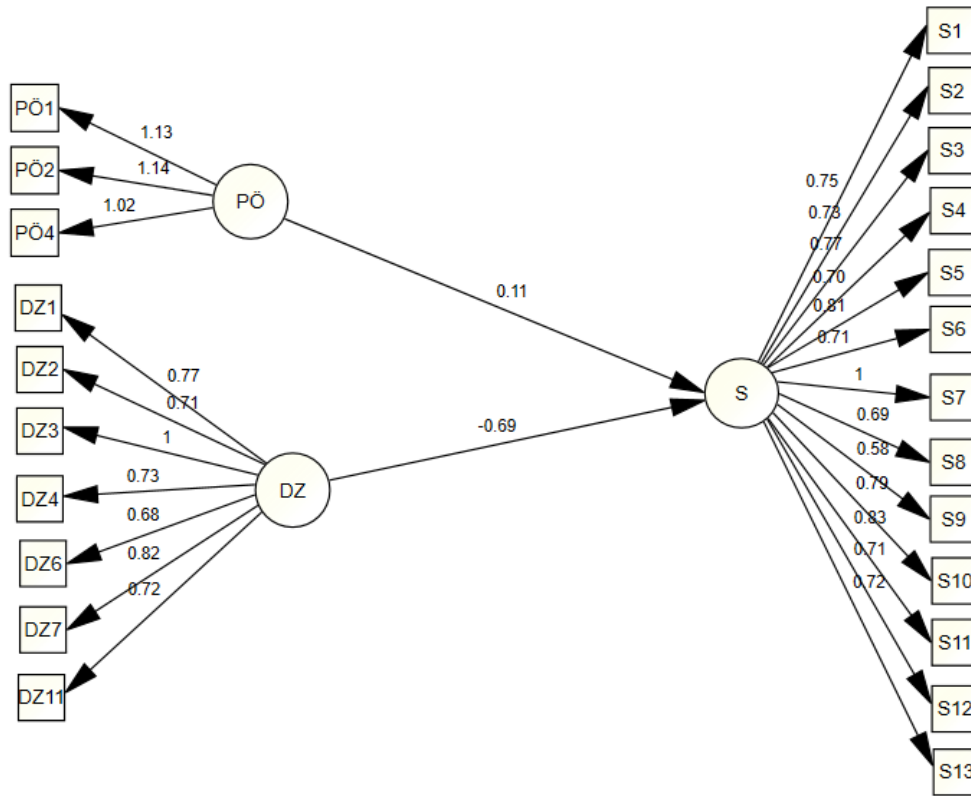 PÖ1
PÖ2
PÖ4
1.13
1.14
1.02
PÖ
0.11
DZ1
DZ2
DZ3
DZ4
DZ6
DZ7
DZ11
0.77
0.71
1
0.73
0.68
0.82
0.72
DZ
-0.69
S
0.75
0.73
0.77
0.70
0.81
0.71
1
0.69
0.58
0.79
0.83
0.71
0.72
S1
S2
S3
S4
S5
S6
S7
S8
S9
S10
S11
S12
S13